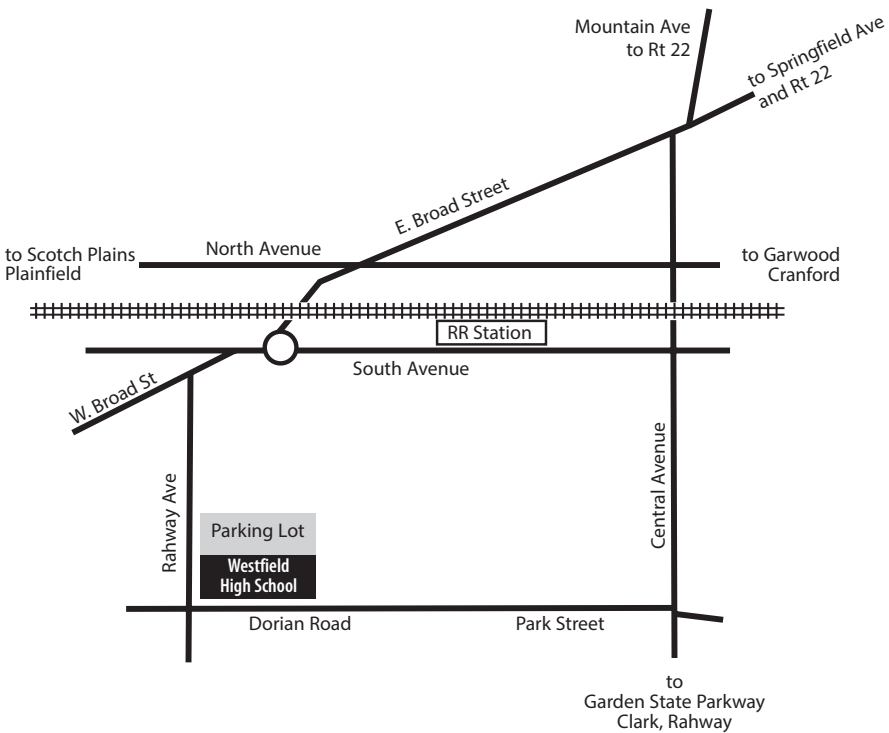 Mountain Ave
to Rt 22
to Springfield Ave
and Rt 22
E. Broad Street
North Avenue
to Scotch Plains
Plainfield
to Garwood
Cranford
RR Station
South Avenue
W. Broad St
Rahway Ave
Central Avenue
Parking Lot
Westfield
High School
Dorian Road
Park Street
to
Garden State Parkway
Clark, Rahway